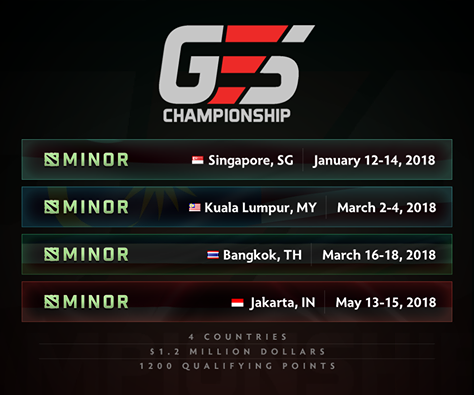 GES
CHAMPIONSHIP
MINOR Singapore, SG January 12-14, 2018
MINOR Kuala Lumpur, MY March 2-4, 2018
MINOR Bangkok, TH March 16-18, 2018
MINOR Jakarta, IN May 13-15, 2018
4 COUNTRIES
$1.2 MILLION DOLLARS
1200 QUALIFYING POINTS